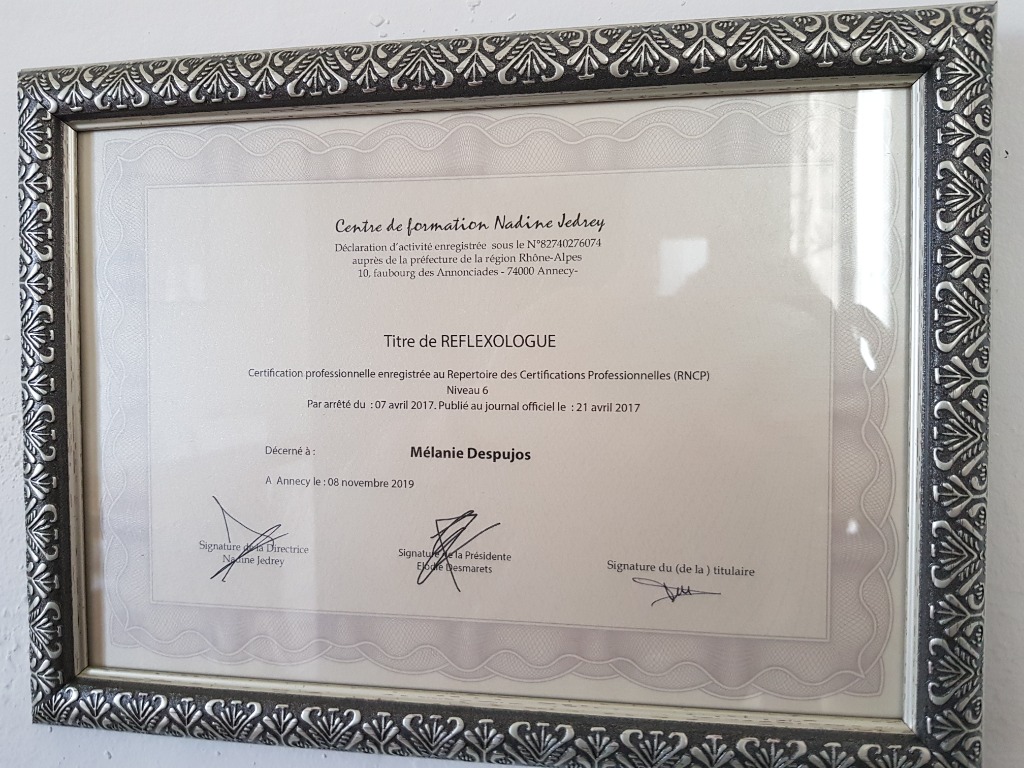 Centre de formation Nadine Jedrey
Déclaration d'activité enregistrée sous le N°82740276074
auprès de la préfecture de la région Rhône-Alpes
10, faubourg des Annonciades - 74000 Annecy-
Titre de REFLEXOLOGUE
Certification professionnelle enregistrée au Repertoire des Certifications Professionnelles (RNCP)
Niveau 6
Par arrêté du : 07 avril 2017. Publié au journal officiel le : 21 avril 2017
Décerné à : Mélanie Despujos
A Annecy le : 08 novembre 2019
Signature de la Directrice
Nadine Jedrey
Signature de la Présidente
Elodie Desmarets
Signature du (de la ) titulaire